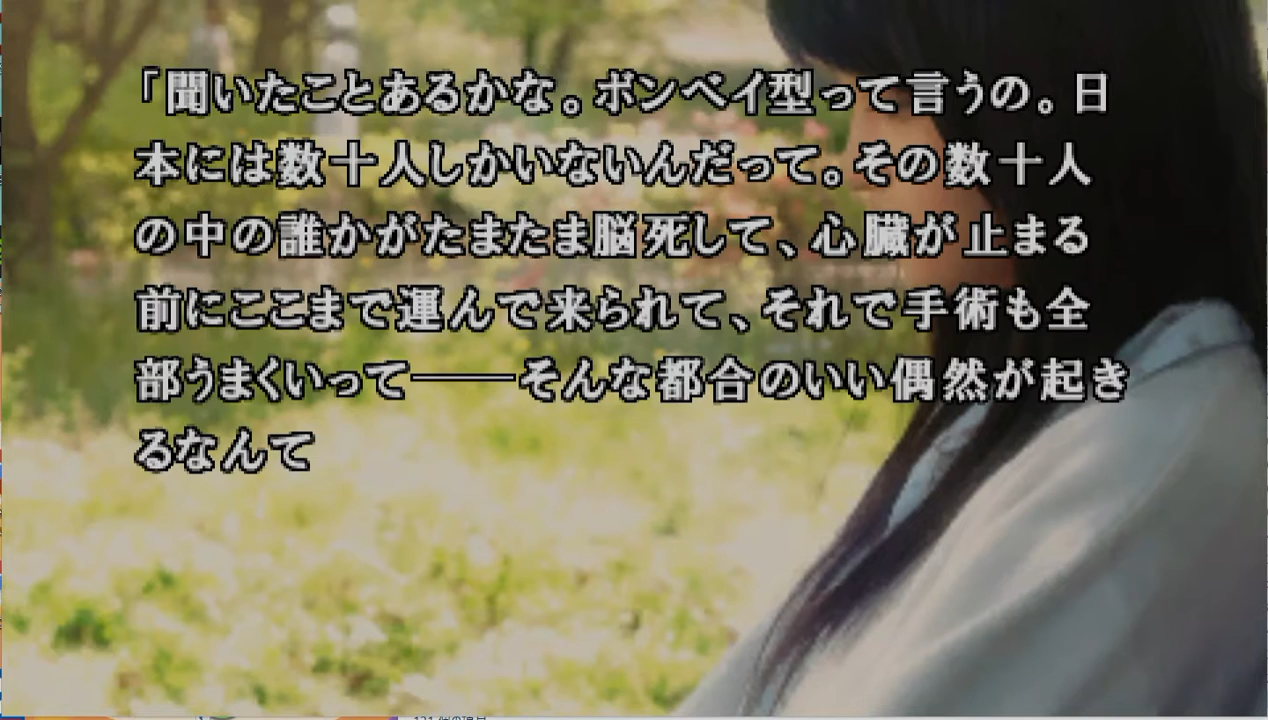 「聞いたことあるかな。ボンベイ型って言うの。日
本には数十人しかいないんだって。その数十人
の中の誰かがたまたま脳死して、心臓が止まる
前にここまで運んで来られて、それで手術も全
部うまくいって――そんな都合のいい偶然が起き
るなんて